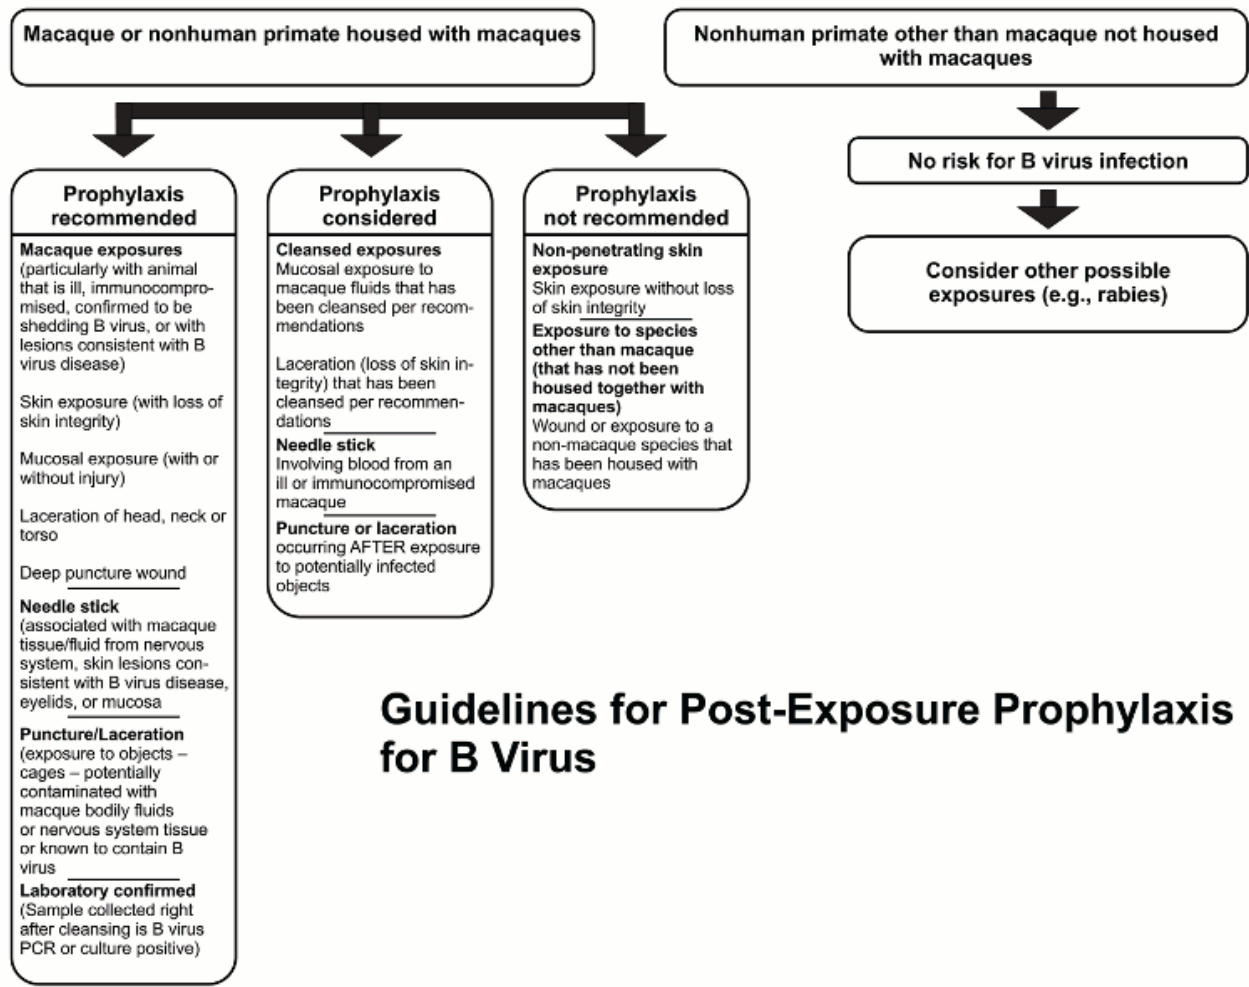 Macaque or nonhuman primate housed with macaques
Nonhuman primate other than macaque not housed
with macaques
No risk for B virus infection
Consider other possible
exposures (e.g., rabies)
Prophylaxis
recommended
Macaque exposures
(particularly with animal
that is ill, immunocompro-
mised, confirmed to be
shedding B virus, or with
lesions consistent with B
virus disease)
Skin exposure (with loss of
skin integrity)
Mucosal exposure (with or
without injury)
Laceration of head, neck or
torso
Deep puncture wound
Needle stick
(associated with macaque
tissue/fluid from nervous
system, skin lesions con-
sistent with B virus disease,
eyelids, or mucosa
Puncture/Laceration
(exposure to objects –
cages – potentially
contaminated with
macque bodily fluids
or nervous system tissue
or known to contain B
virus
Laboratory confirmed
(Sample collected right
after cleansing is B virus
PCR or culture positive)
Prophylaxis
considered
Cleansed exposures
Mucosal exposure to
macaque fluids that has
been cleansed per recom-
mendations
Laceration (loss of skin in-
tegrity) that has been
cleansed per recommen-
dations
Needle stick
Involving blood from an
ill or immunocompromised
macaque
Puncture or laceration
occurring AFTER exposure
to potentially infected
objects
Prophylaxis
not recommended
Non-penetrating skin
exposure
Skin exposure without loss
of skin integrity
Exposure to species
other than macaque
(that has not been
housed together with
macaques)
Wound or exposure to a
non-macaque species that
has been housed with
macaques
Guidelines for Post-Exposure Prophylaxis
for B Virus